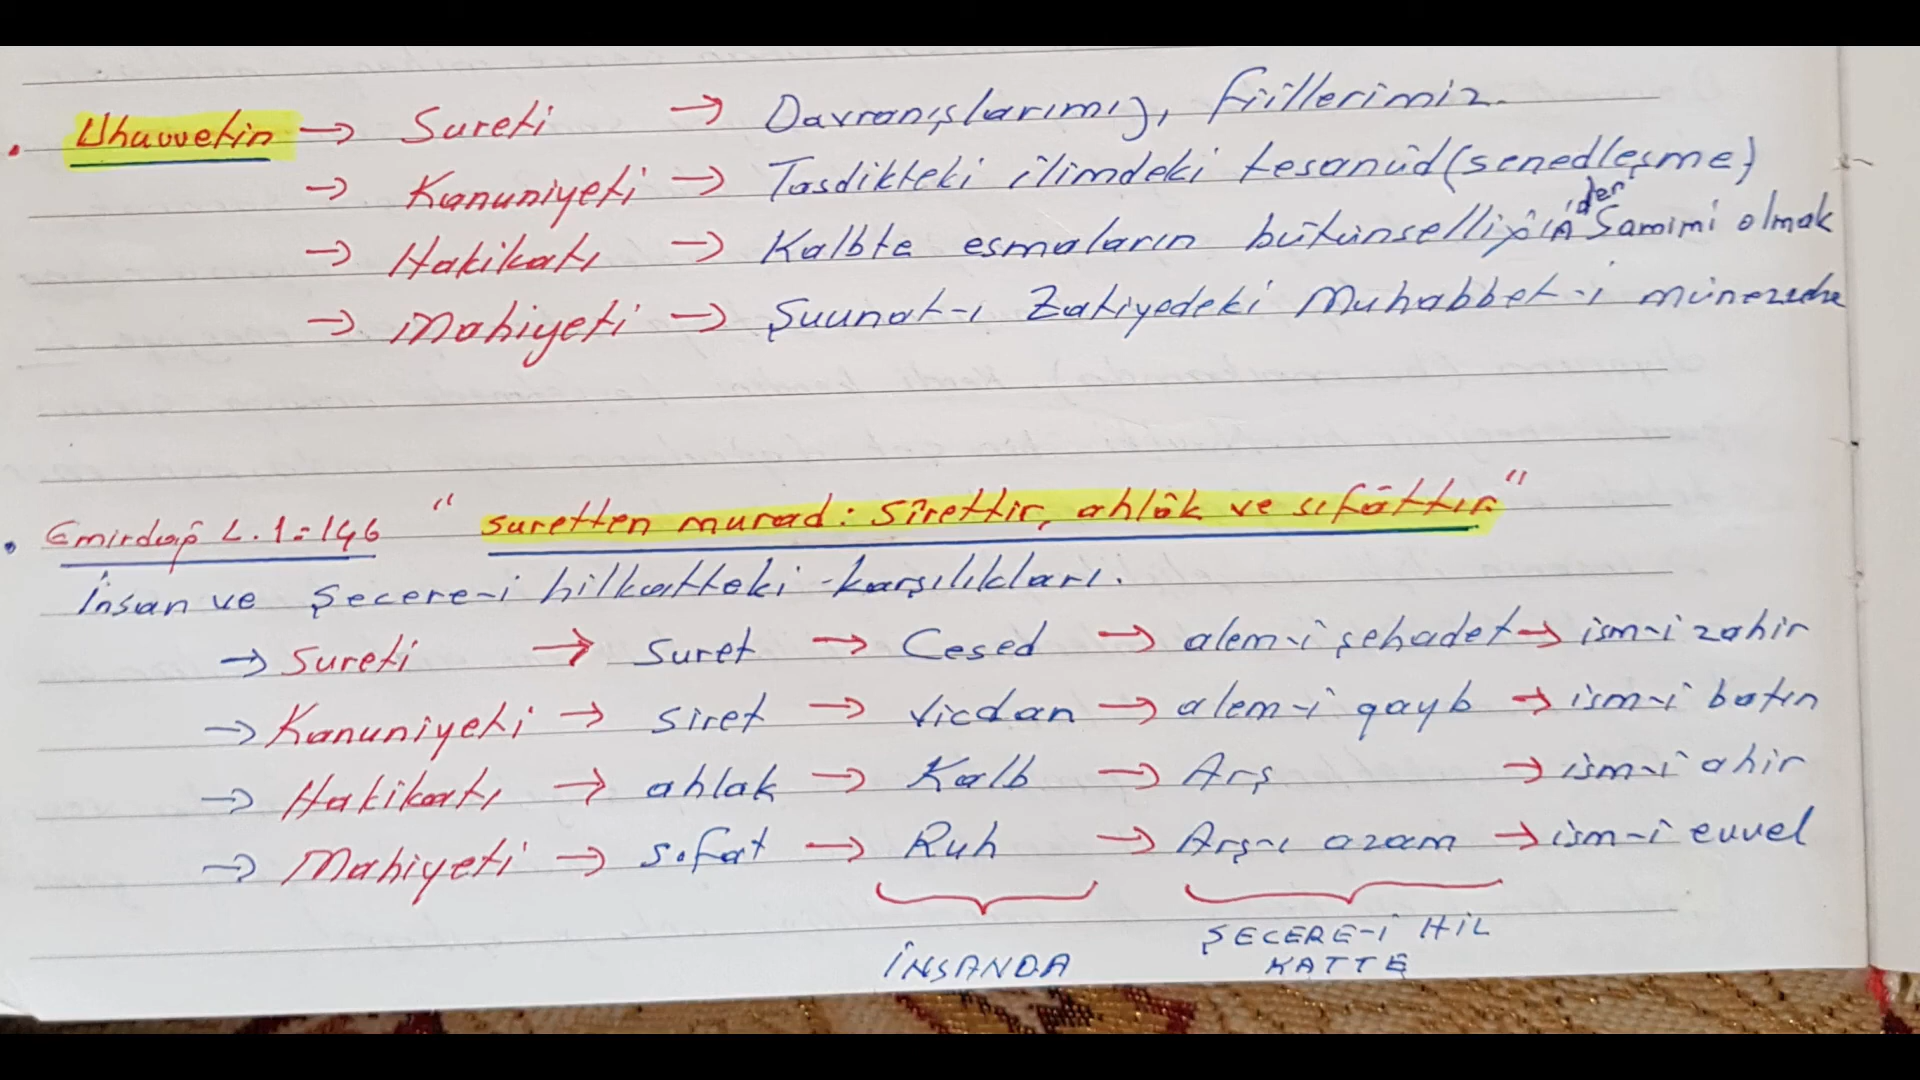 Uhuvvetin → Sureti → Davranışlarımız, fiillerimiz.
→ Kanuniyeti → Tasdikteki ilimdeki tesanüd (senedleşme)
→ Hakikatı → Kalbte esmaların bütünselliğinden Samimi olmak
→ Mahiyeti → Şuunat-ı Zatiyedeki Muhabbet-i münezzehe
Emirdağ L. 1: 146 " suretten murad: Sîrettir, ahlâk ve sıfâttır. "
İnsan ve şecere-i hilkatteki karşılıkları.
→ Sureti → Suret → Cesed → alem-i şehadet → ism-i zahir
→ Kanuniyeti → siret → Vicdan → alem-i gayb → ism-i batın
→ Hakikatı → ahlak → Kalb → Arş → ism-i ahir
→ Mahiyeti → sıfat → Ruh → Arş-ı azam → ism-i evvel
İNSANDA
ŞECERE-İ HİL
KATTE